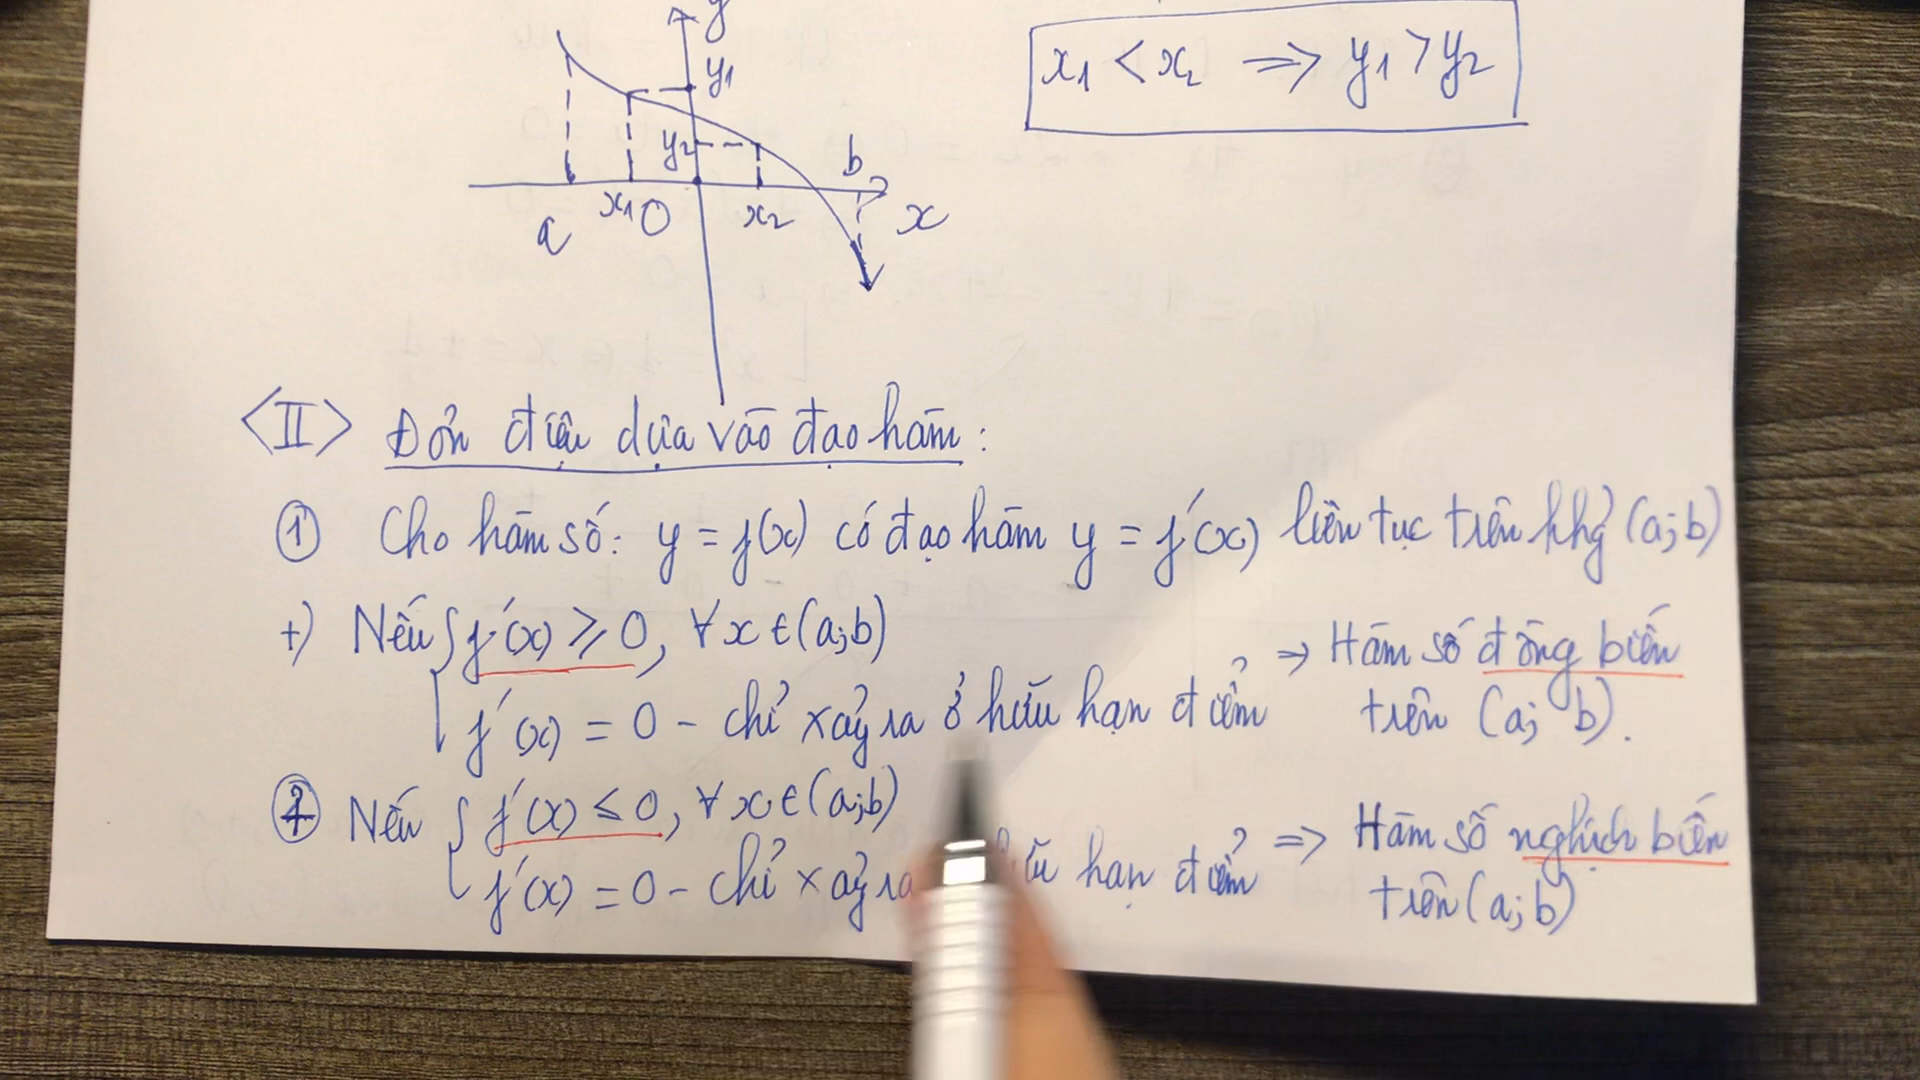 y
y1
x1 < x2 ⇒ y1 > y2
y2
b
x1 O x2 x
a
<II> Đơn điệu dựa vào đạo hàm:
① Cho hàm số: y = f(x) có đạo hàm y = f'(x) liên tục trên khg (a;b)
+) Nếu { f'(x) ≥ 0, ∀x ∈ (a;b)
f'(x) = 0 - chỉ xảy ra ở hữu hạn điểm ⇒ Hàm số đồng biến
trên (a; b).
Nếu { f'(x) ≤ 0, ∀x ∈ (a;b)
f'(x) = 0 - chỉ xảy ra hữu hạn điểm ⇒ Hàm số nghịch biến
trên (a;b)